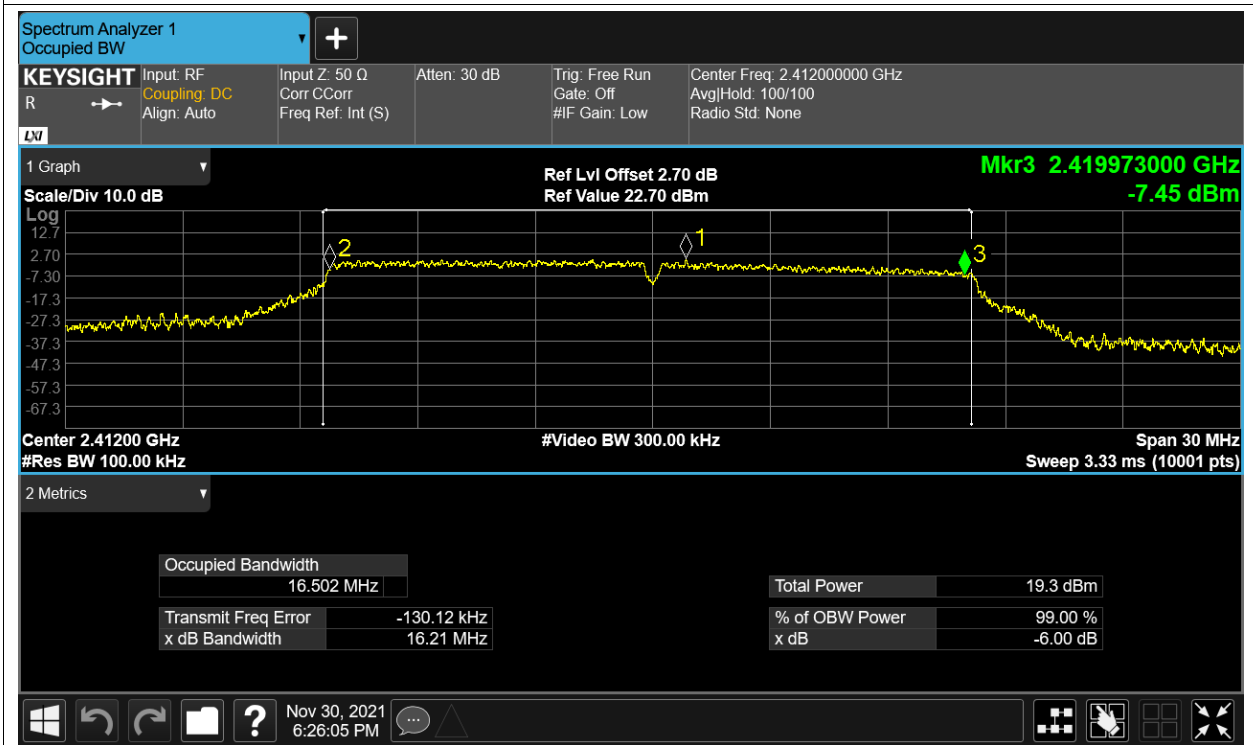 Spectrum Analyzer 1
Occupied BW
▼
+
KEYSIGHT
R
LXI
Input: RF
Coupling: DC
Align: Auto
Input Z: 50 Ω
Corr CCorr
Freq Ref: Int (S)
Atten: 30 dB
Trig: Free Run
Gate: Off
#IF Gain: Low
Center Freq: 2.412000000 GHz
Avg|Hold: 100/100
Radio Std: None
1 Graph
Scale/Div 10.0 dB
Ref Lvl Offset 2.70 dB
Ref Value 22.70 dBm
Mkr3 2.419973000 GHz
-7.45 dBm
Log
12.7
2.70
-7.30
-17.3
-27.3
-37.3
-47.3
-57.3
-67.3
2
1
3
Center 2.41200 GHz
#Res BW 100.00 kHz
#Video BW 300.00 kHz
Span 30 MHz
Sweep 3.33 ms (10001 pts)
2 Metrics
Occupied Bandwidth
16.502 MHz
Transmit Freq Error -130.12 kHz
x dB Bandwidth 16.21 MHz
Total Power 19.3 dBm
% of OBW Power 99.00 %
x dB -6.00 dB
?
Nov 30, 2021
6:26:05 PM